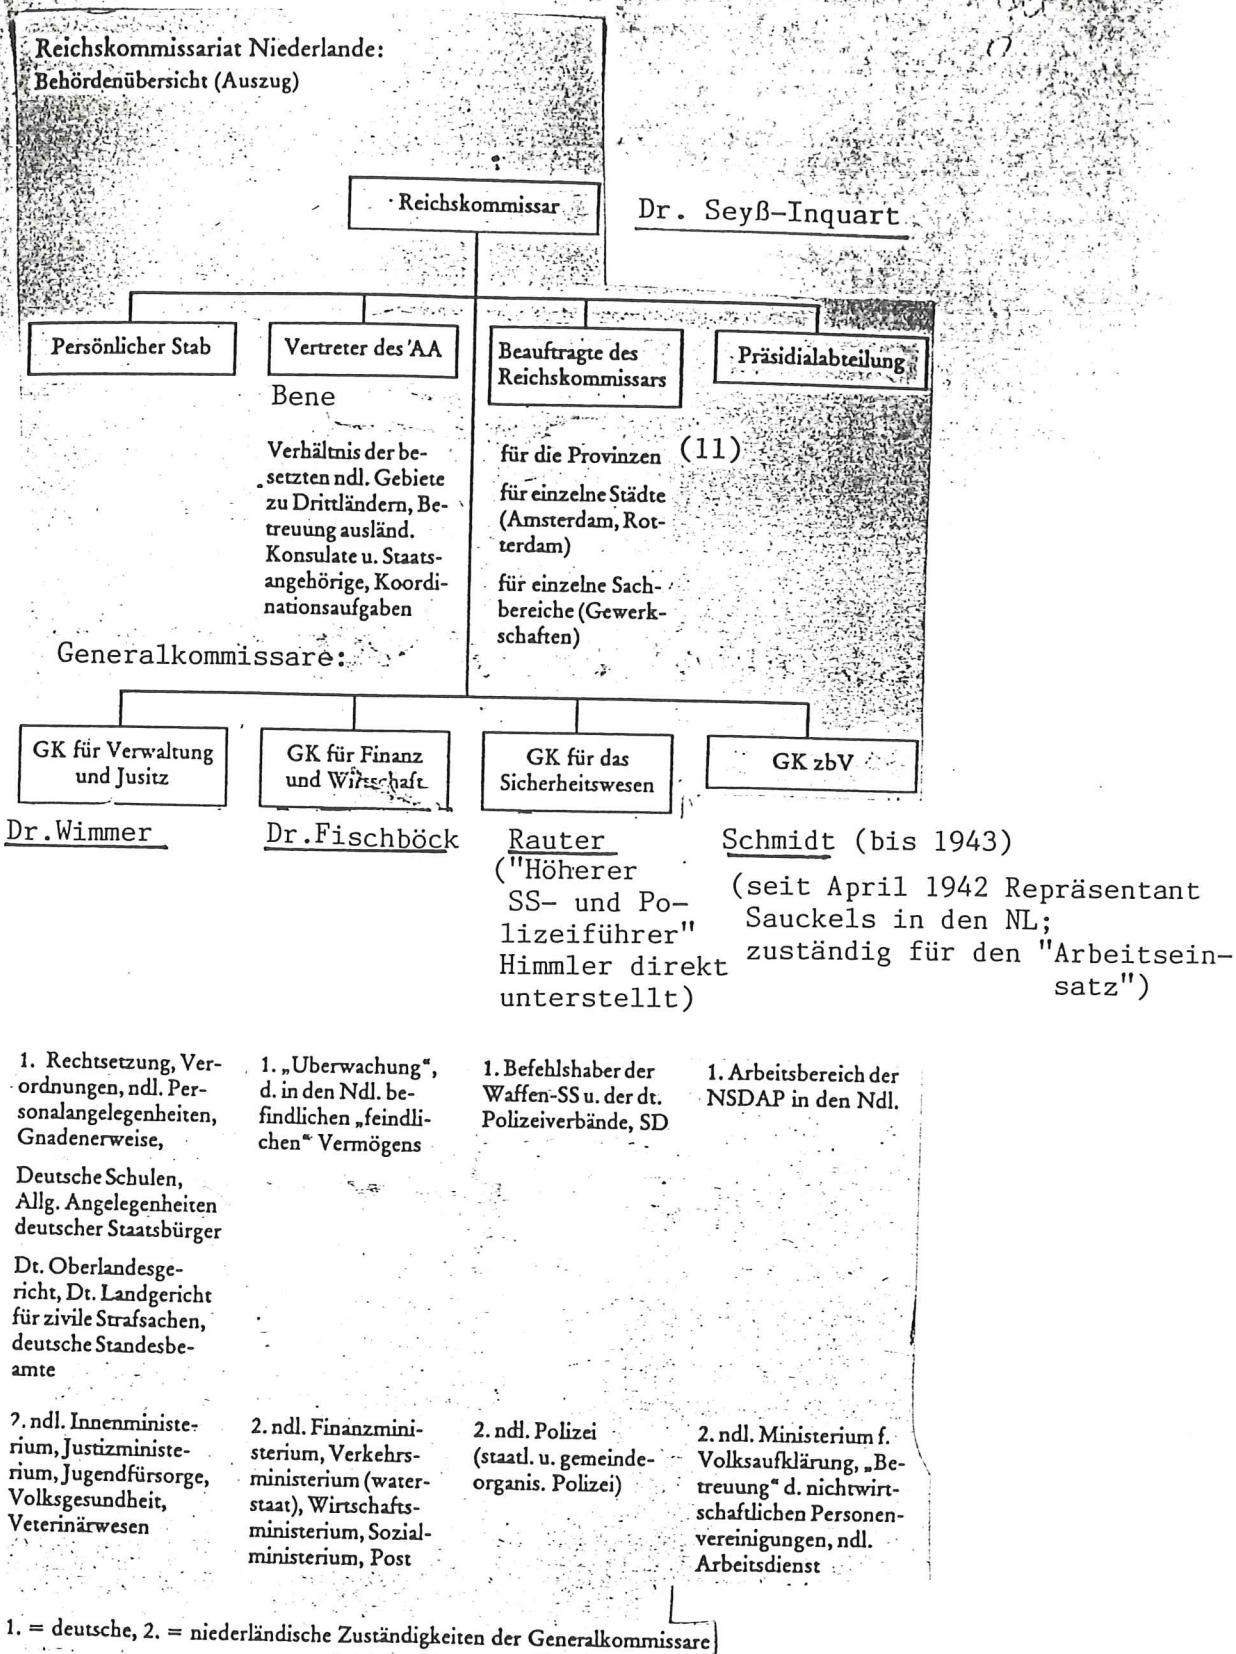 Reichskommissariat Niederlande:
Behördenübersicht (Auszug)
Reichskommissar
Dr. Seyß-Inquart
Persönlicher Stab
Vertreter des AA
Bene
Verhältnis der be-
setzten ndl. Gebiete
zu Drittländern, Be-
treuung ausländ.
Konsulate u. Staats-
angehörige, Koordi-
nationsaufgaben
Beauftragte des
Reichskommissars
für die Provinzen (11)
für einzelne Städte
(Amsterdam, Rot-
terdam)
für einzelne Sach-
bereiche (Gewerk-
schaften)
Präsidialabteilung
Generalkommissare:
GK für Verwaltung
und Jusitz
Dr.Wimmer
GK für Finanz
und Wirtschaft
Dr.Fischböck
GK für das
Sicherheitswesen
Rauter
("Höherer
SS- und Po-
lizeiführer"
Himmler direkt
unterstellt)
GK zbV
Schmidt (bis 1943)
(seit April 1942 Repräsentant
Sauckels in den NL;
zuständig für den "Arbeitsein-
satz")
1. Rechtsetzung, Ver-
ordnungen, ndl. Per-
sonalangelegenheiten,
Gnadenerweise,
Deutsche Schulen,
Allg. Angelegenheiten
deutscher Staatsbürger
Dt. Oberlandesge-
richt, Dt. Landgericht
für zivile Strafsachen,
deutsche Standesbe-
amte
1. „Uberwachung“,
d. in den Ndl. be-
findlichen „feindli-
chen“ Vermögens
1. Befehlshaber der
Waffen-SS u. der dt.
Polizeiverbände, SD
1. Arbeitsbereich der
NSDAP in den Ndl.
2. ndl. Innenministe-
rium, Justizministe-
rium, Jugendfürsorge,
Volksgesundheit,
Veterinärwesen
2. ndl. Finanzmini-
sterium, Verkehrs-
ministerium (water-
staat), Wirtschafts-
ministerium, Sozial-
ministerium, Post
2. ndl. Polizei
(staatl. u. gemeinde-
organis. Polizei)
2. ndl. Ministerium f.
Volksaufklärung, „Be-
treuung“ d. nichtwirt-
schaftlichen Personen-
vereinigungen, ndl.
Arbeitsdienst
1. = deutsche, 2. = niederländische Zuständigkeiten der Generalkommissare